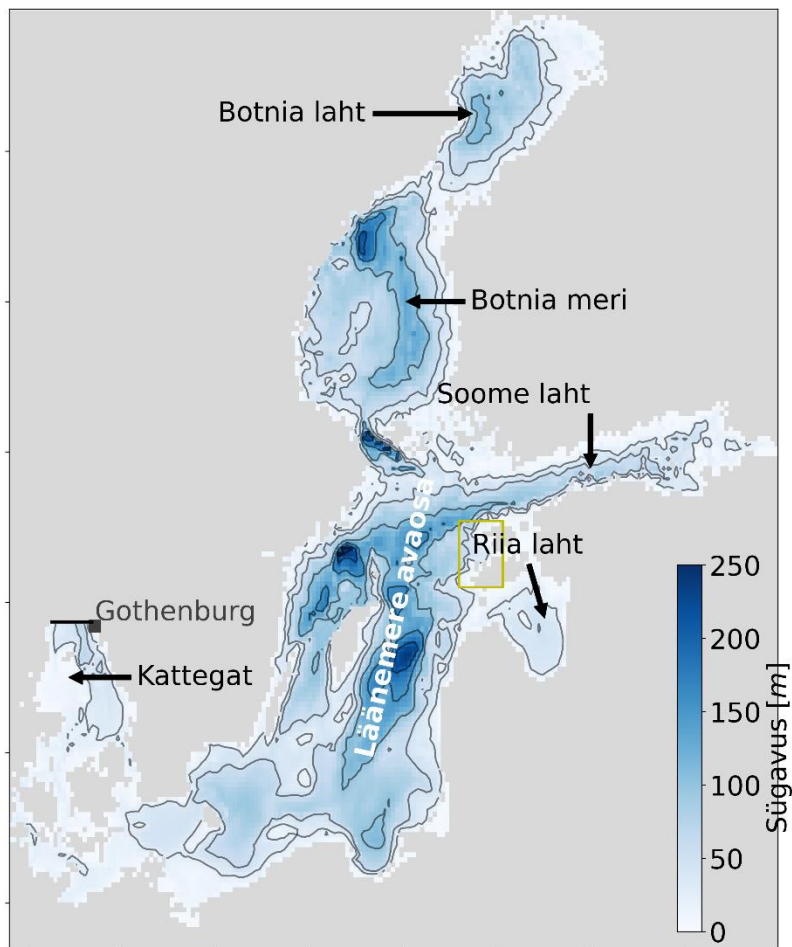 Botnia laht
Botnia meri
Soome laht
Läänemere avaosa
Riia laht
Gothenburg
Kattegat
250
200
150
100
50
0
Sügavus [m]